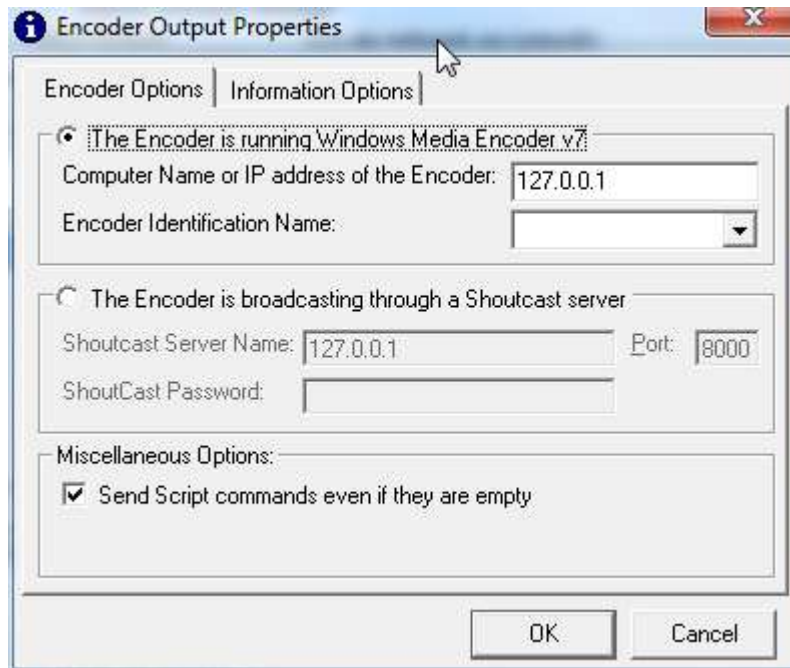 Encoder Output Properties
Encoder Options
Information Options
The Encoder is running Windows Media Encoder v7
Computer Name or IP address of the Encoder: 127.0.0.1
Encoder Identification Name:
The Encoder is broadcasting through a Shoutcast server
Shoutcast Server Name: 127.0.0.1 Port: 8000
ShoutCast Password:
Miscellaneous Options:
Send Script commands even if they are empty
OK Cancel